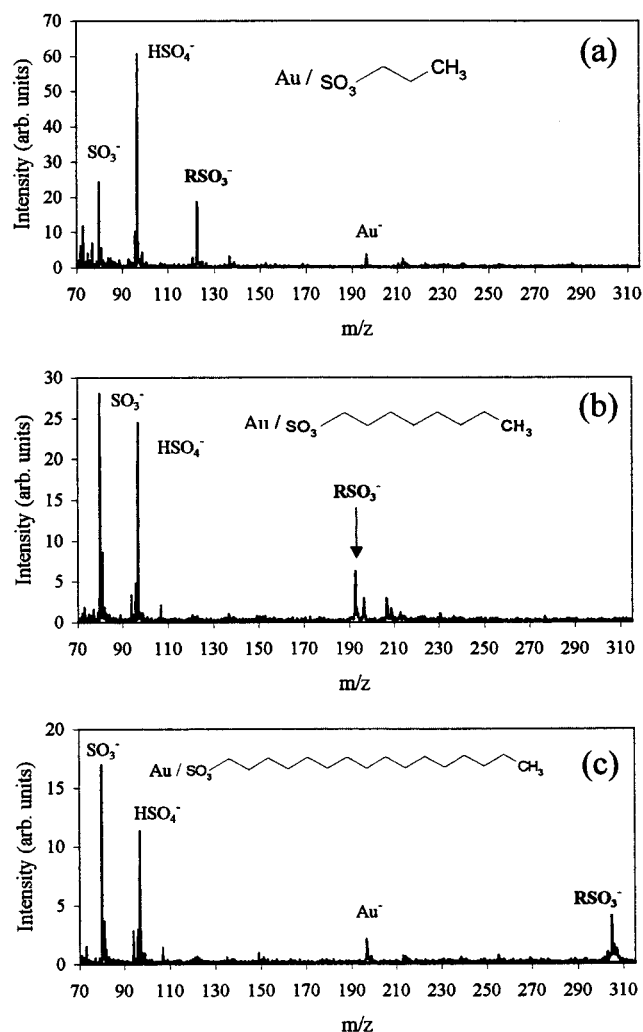 (a)
Intensity (arb. units)
70
60
50
40
30
20
10
0
HSO₄⁻
Au / SO₃ CH₃
SO₃⁻
RSO₃⁻
Au⁻
70 90 110 130 150 170 190 210 230 250 270 290 310
m/z
(b)
Intensity (arb. units)
30
25
20
15
10
5
0
SO₃⁻
Au / SO₃ CH₃
HSO₄⁻
RSO₃⁻
70 90 110 130 150 170 190 210 230 250 270 290 310
m/z
(c)
Intensity (arb. units)
20
15
10
5
0
SO₃⁻
Au / SO₃ CH₃
HSO₄⁻
Au⁻
RSO₃⁻
70 90 110 130 150 170 190 210 230 250 270 290 310
m/z